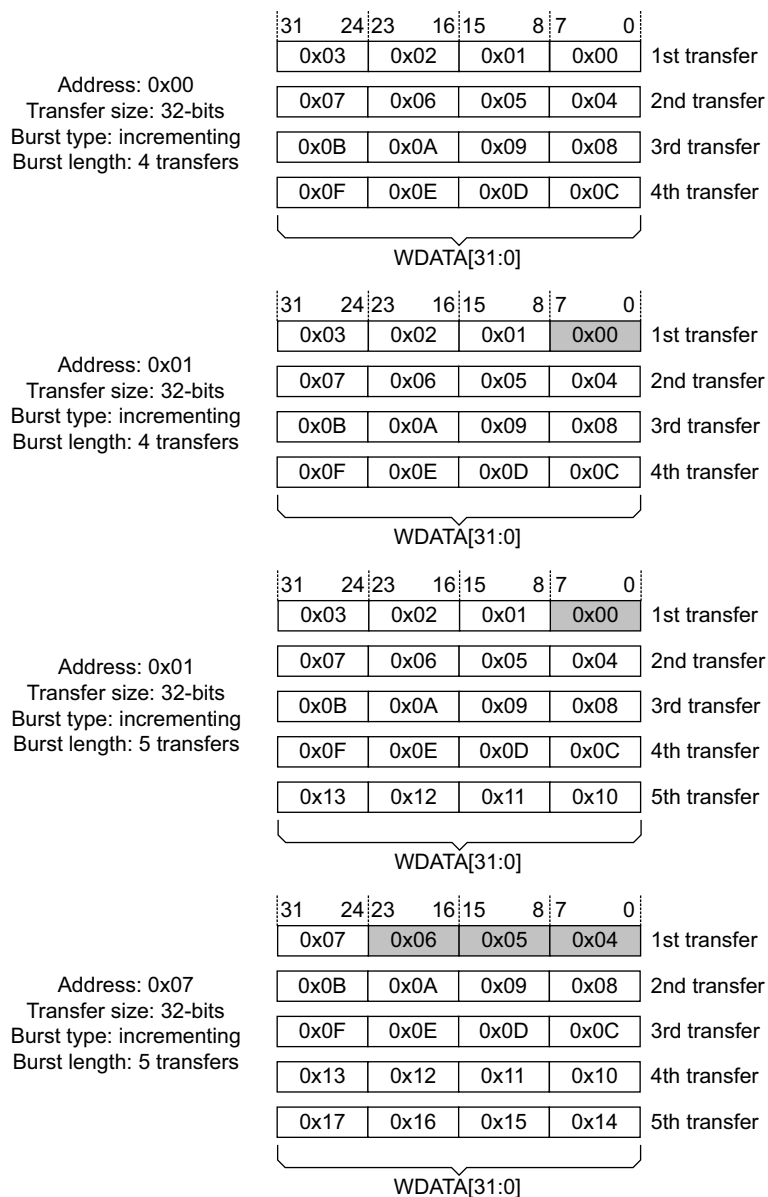 31 24 23 16 15 8 7 0
0x03 0x02 0x01 0x00 1st transfer
Address: 0x00
Transfer size: 32-bits
Burst type: incrementing
Burst length: 4 transfers
0x07 0x06 0x05 0x04 2nd transfer
0x0B 0x0A 0x09 0x08 3rd transfer
0x0F 0x0E 0x0D 0x0C 4th transfer
WDATA[31:0]
31 24 23 16 15 8 7 0
0x03 0x02 0x01 0x00 1st transfer
Address: 0x01
Transfer size: 32-bits
Burst type: incrementing
Burst length: 4 transfers
0x07 0x06 0x05 0x04 2nd transfer
0x0B 0x0A 0x09 0x08 3rd transfer
0x0F 0x0E 0x0D 0x0C 4th transfer
WDATA[31:0]
31 24 23 16 15 8 7 0
0x03 0x02 0x01 0x00 1st transfer
Address: 0x01
Transfer size: 32-bits
Burst type: incrementing
Burst length: 5 transfers
0x07 0x06 0x05 0x04 2nd transfer
0x0B 0x0A 0x09 0x08 3rd transfer
0x0F 0x0E 0x0D 0x0C 4th transfer
0x13 0x12 0x11 0x10 5th transfer
WDATA[31:0]
31 24 23 16 15 8 7 0
0x07 0x06 0x05 0x04 1st transfer
Address: 0x07
Transfer size: 32-bits
Burst type: incrementing
Burst length: 5 transfers
0x0B 0x0A 0x09 0x08 2nd transfer
0x0F 0x0E 0x0D 0x0C 3rd transfer
0x13 0x12 0x11 0x10 4th transfer
0x17 0x16 0x15 0x14 5th transfer
WDATA[31:0]